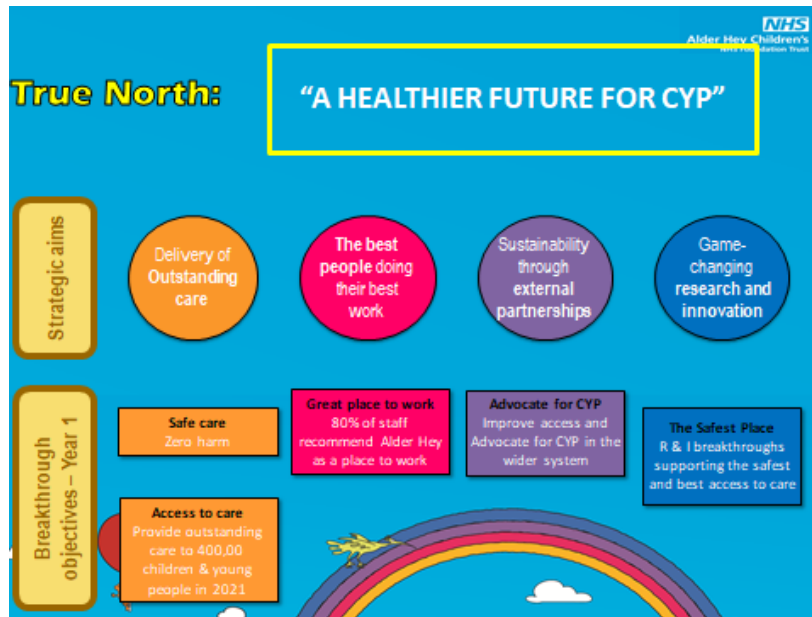 NHS
Alder Hey Children's
NHS Foundation Trust
True North:
“A HEALTHIER FUTURE FOR CYP”
Strategic aims
Delivery of
Outstanding
care
The best
people doing
their best
work
Sustainability
through
external
partnerships
Game-
changing
research and
innovation
Breakthrough
objectives – Year 1
Safe care
Zero harm
Great place to work
80% of staff
recommend Alder Hey
as a place to work
Advocate for CYP
Improve access and
Advocate for CYP in the
wider system
The Safest Place
R & I breakthroughs
supporting the safest
and best access to care
Access to care
Provide outstanding
care to 400,00
children & young
people in 2021